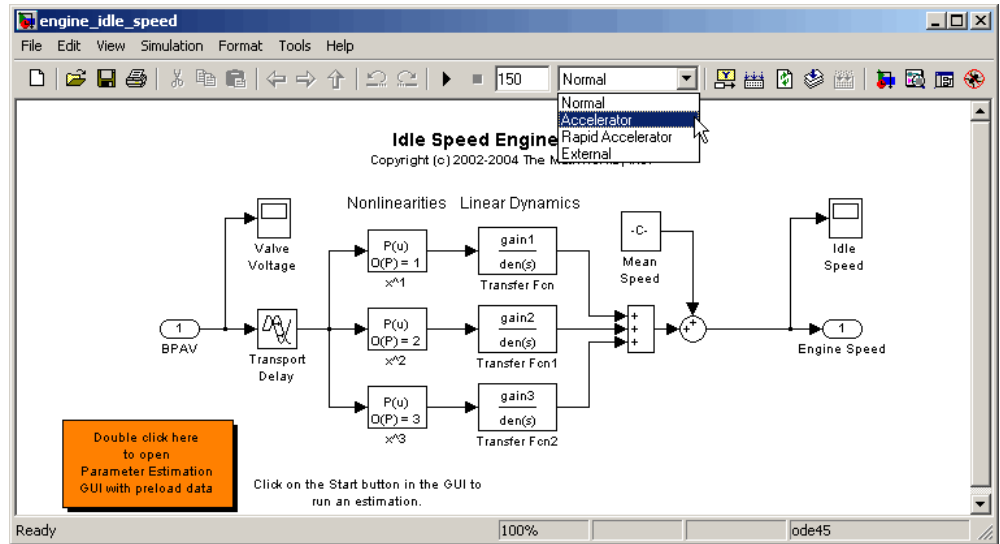 engine_idle_speed
File Edit View Simulation Format Tools Help
150 Normal
Normal
Accelerator
Rapid Accelerator
External
Idle Speed Engine
Copyright (c) 2002-2004 The
Nonlinearities Linear Dynamics
Valve
Voltage
P(u)
O(P) = 1
x^1
gain1
den(s)
Transfer Fcn
-C-
Mean
Speed
Idle
Speed
1
BPAV
Transport
Delay
P(u)
O(P) = 2
x^2
gain2
den(s)
Transfer Fcn1
+
+
+
+
+
1
Engine Speed
P(u)
O(P) = 3
x^3
gain3
den(s)
Transfer Fcn2
Double click here
to open
Parameter Estimation
GUI with preload data
Click on the Start button in the GUI to
run an estimation.
Ready 100% ode45